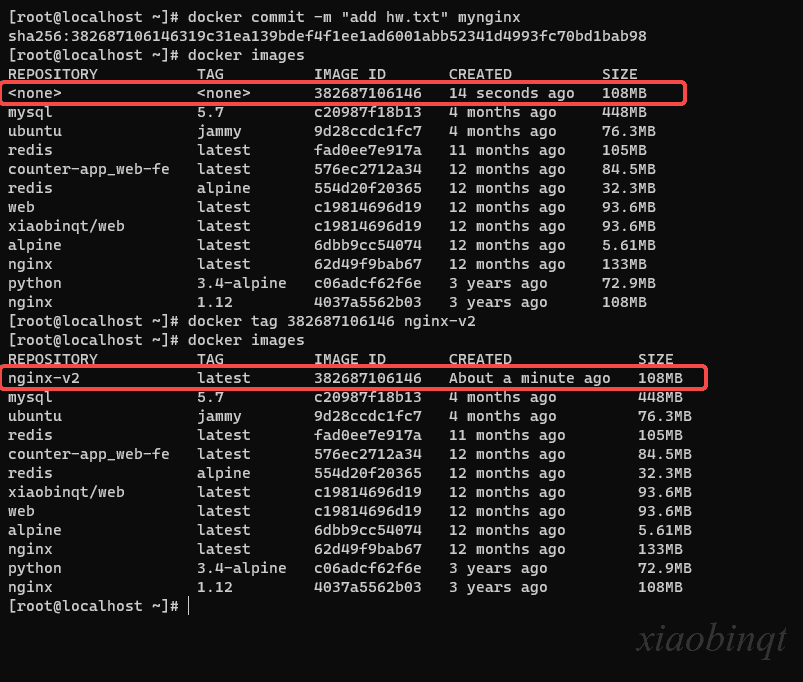 [root@localhost ~]# docker commit -m "add hw.txt" mynginx
sha256:382687106146319c31ea139bdef4f1ee1ad6001abb52341d4993fc70bd1bab98
[root@localhost ~]# docker images
REPOSITORY TAG IMAGE ID CREATED SIZE
<none> <none> 382687106146 14 seconds ago 108MB
mysql 5.7 c20987f18b13 4 months ago 448MB
ubuntu jammy 9d28ccdc1fc7 4 months ago 76.3MB
redis latest fad0ee7e917a 11 months ago 105MB
counter-app_web-fe latest 576ec2712a34 12 months ago 84.5MB
redis alpine 554d20f20365 12 months ago 32.3MB
web latest c19814696d19 12 months ago 93.6MB
xiaobinqt/web latest c19814696d19 12 months ago 93.6MB
alpine latest 6dbb9cc54074 12 months ago 5.61MB
nginx latest 62d49f9bab67 12 months ago 133MB
python 3.4-alpine c06adcf62f6e 3 years ago 72.9MB
nginx 1.12 4037a5562b03 3 years ago 108MB
[root@localhost ~]# docker tag 382687106146 nginx-v2
[root@localhost ~]# docker images
REPOSITORY TAG IMAGE ID CREATED SIZE
nginx-v2 latest 382687106146 About a minute ago 108MB
mysql 5.7 c20987f18b13 4 months ago 448MB
ubuntu jammy 9d28ccdc1fc7 4 months ago 76.3MB
redis latest fad0ee7e917a 11 months ago 105MB
counter-app_web-fe latest 576ec2712a34 12 months ago 84.5MB
redis alpine 554d20f20365 12 months ago 32.3MB
xiaobinqt/web latest c19814696d19 12 months ago 93.6MB
web latest c19814696d19 12 months ago 93.6MB
alpine latest 6dbb9cc54074 12 months ago 5.61MB
nginx latest 62d49f9bab67 12 months ago 133MB
python 3.4-alpine c06adcf62f6e 3 years ago 72.9MB
nginx 1.12 4037a5562b03 3 years ago 108MB
[root@localhost ~]#
xiaobinqt